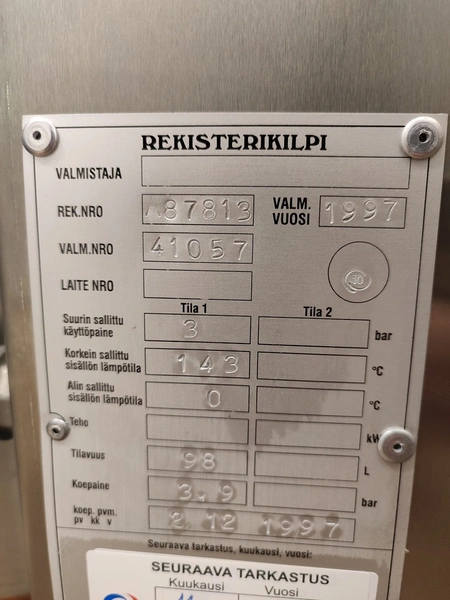 REKISTERIKILPI
VALMISTAJA
REK.NRO A87813 VALM. VUOSI 1997
VALM.NRO 41057
LAITE NRO
Tila 1 Tila 2
Suurin sallittu
käyttöpaine 3 bar
Korkein sallittu
sisällön lämpötila 143 °C
Alin sallittu
sisällön lämpötila 0 °C
Teho kW
Tilavuus 98 L
Koepaine 3.9 bar
koep. pvm.
pv kk v 2.12 1997
Seuraava tarkastus, kuukausi, vuosi:
SEURAAVA TARKASTUS
Kuukausi Vuosi